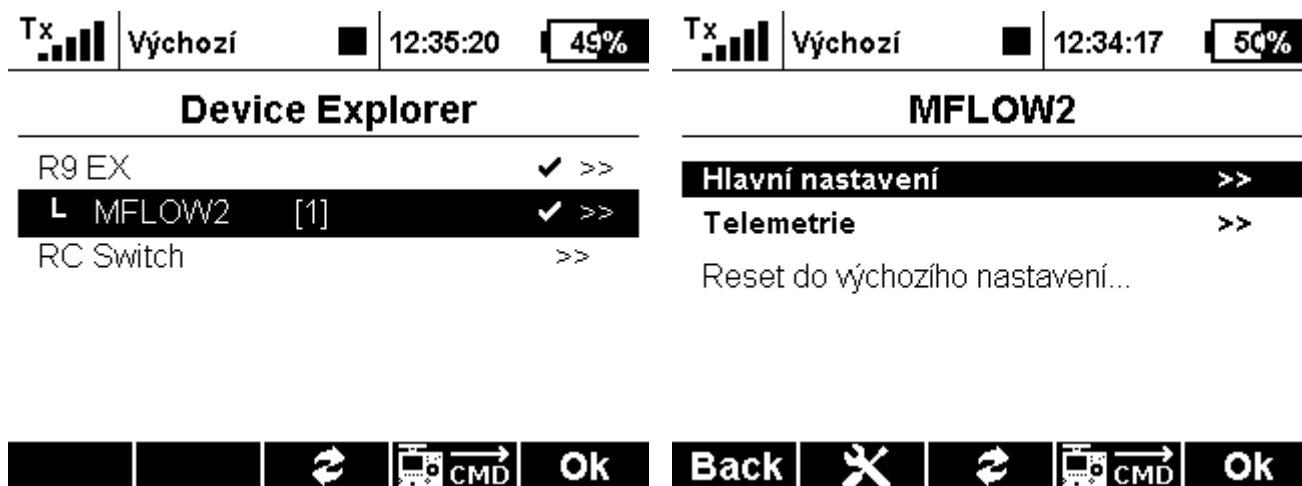 Tx Výchozí 12:35:20 49%
Device Explorer
R9 EX >>
MFLOW2 [1] >>
RC Switch >>
CMD Ok
Tx Výchozí 12:34:17 50%
MFLOW2
Hlavní nastavení >>
Telemetrie >>
Reset do výchozího nastavení...
Back CMD Ok